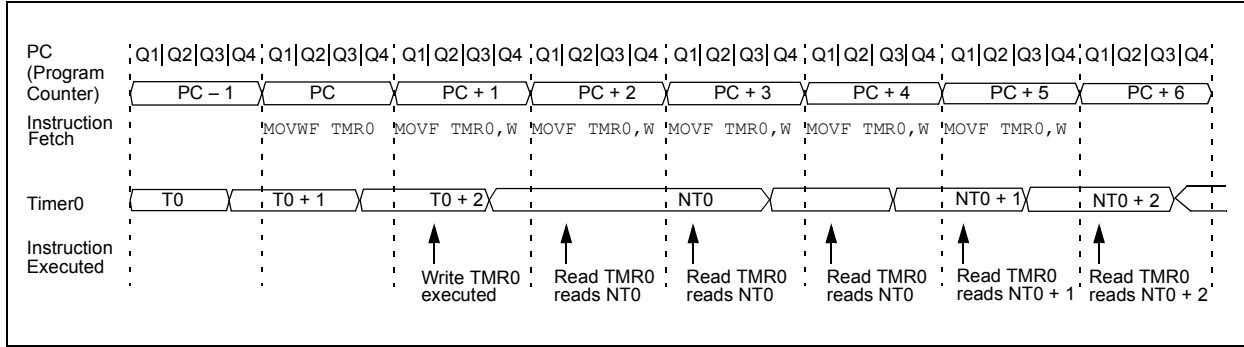 PC
(Program
Counter)
Q1 Q2 Q3 Q4 Q1 Q2 Q3 Q4 Q1 Q2 Q3 Q4 Q1 Q2 Q3 Q4 Q1 Q2 Q3 Q4 Q1 Q2 Q3 Q4 Q1 Q2 Q3 Q4 Q1 Q2 Q3 Q4
PC – 1 PC PC + 1 PC + 2 PC + 3 PC + 4 PC + 5 PC + 6
Instruction
Fetch
MOVWF TMR0 MOVF TMR0,W MOVF TMR0,W MOVF TMR0,W MOVF TMR0,W MOVF TMR0,W
Timer0
T0 T0 + 1 T0 + 2 NT0 NT0 + 1 NT0 + 2
Instruction
Executed
Write TMR0
executed
Read TMR0
reads NT0
Read TMR0
reads NT0
Read TMR0
reads NT0
Read TMR0
reads NT0 + 1
Read TMR0
reads NT0 + 2